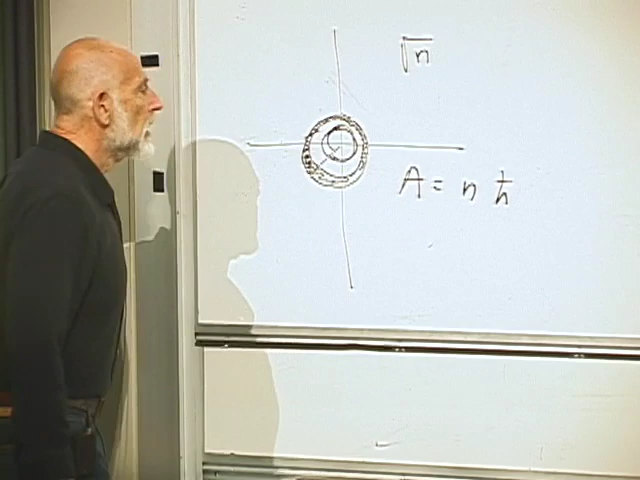 √n
A = n ħ